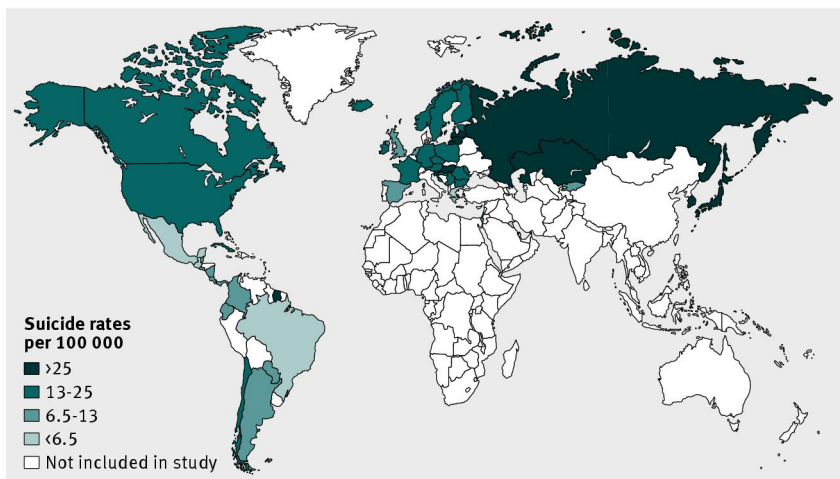 Suicide rates
per 100 000
>25
13-25
6.5-13
<6.5
Not included in study